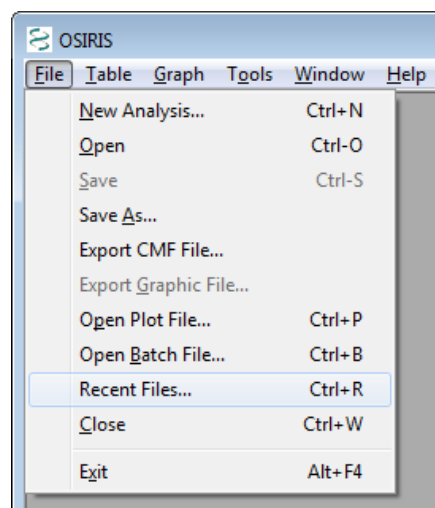 OSIRIS
File Table Graph Tools Window Help
New Analysis... Ctrl+N
Open Ctrl-O
Save Ctrl-S
Save As...
Export CMF File...
Export Graphic File...
Open Plot File... Ctrl+P
Open Batch File... Ctrl+B
Recent Files... Ctrl+R
Close Ctrl+W
Exit Alt+F4